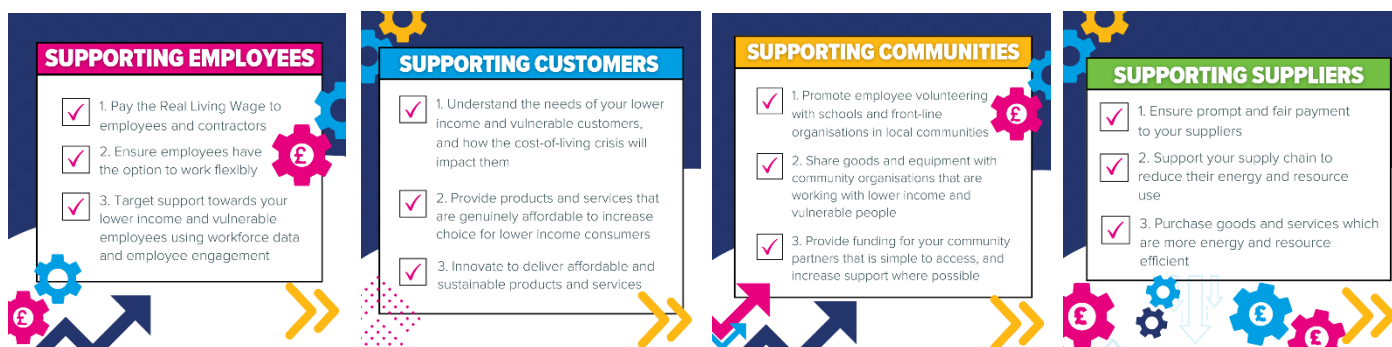 SUPPORTING EMPLOYEES
1. Pay the Real Living Wage to
employees and contractors
2. Ensure employees have
the option to work flexibly
3. Target support towards your
lower income and vulnerable
employees using workforce data
and employee engagement
£
£
SUPPORTING CUSTOMERS
1. Understand the needs of your lower
income and vulnerable customers,
and how the cost-of-living crisis will
impact them
2. Provide products and services that
are genuinely affordable to increase
choice for lower income consumers
3. Innovate to deliver affordable and
sustainable products and services
SUPPORTING COMMUNITIES
1. Promote employee volunteering
with schools and front-line
organisations in local communities
£
2. Share goods and equipment with
community organisations that are
working with lower income and
vulnerable people
3. Provide funding for your community
partners that is simple to access, and
increase support where possible
SUPPORTING SUPPLIERS
1. Ensure prompt and fair payment
to your suppliers
2. Support your supply chain to
reduce their energy and resource
use
3. Purchase goods and services which
are more energy and resource
efficient
£
£
£